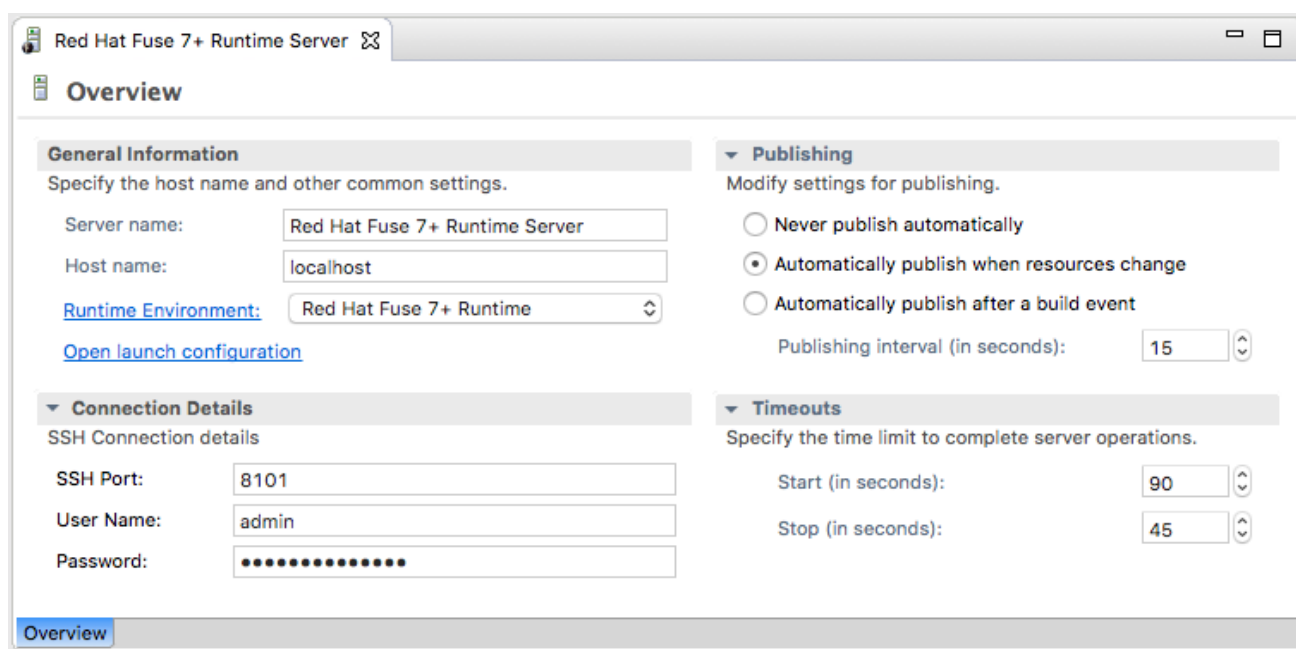 Red Hat Fuse 7+ Runtime Server
Overview
General Information
Specify the host name and other common settings.
Server name: Red Hat Fuse 7+ Runtime Server
Host name: localhost
Runtime Environment: Red Hat Fuse 7+ Runtime
Open launch configuration
Connection Details
SSH Connection details
SSH Port: 8101
User Name: admin
Password: ••••••••••••••
Publishing
Modify settings for publishing.
Never publish automatically
Automatically publish when resources change
Automatically publish after a build event
Publishing interval (in seconds): 15
Timeouts
Specify the time limit to complete server operations.
Start (in seconds): 90
Stop (in seconds): 45
Overview